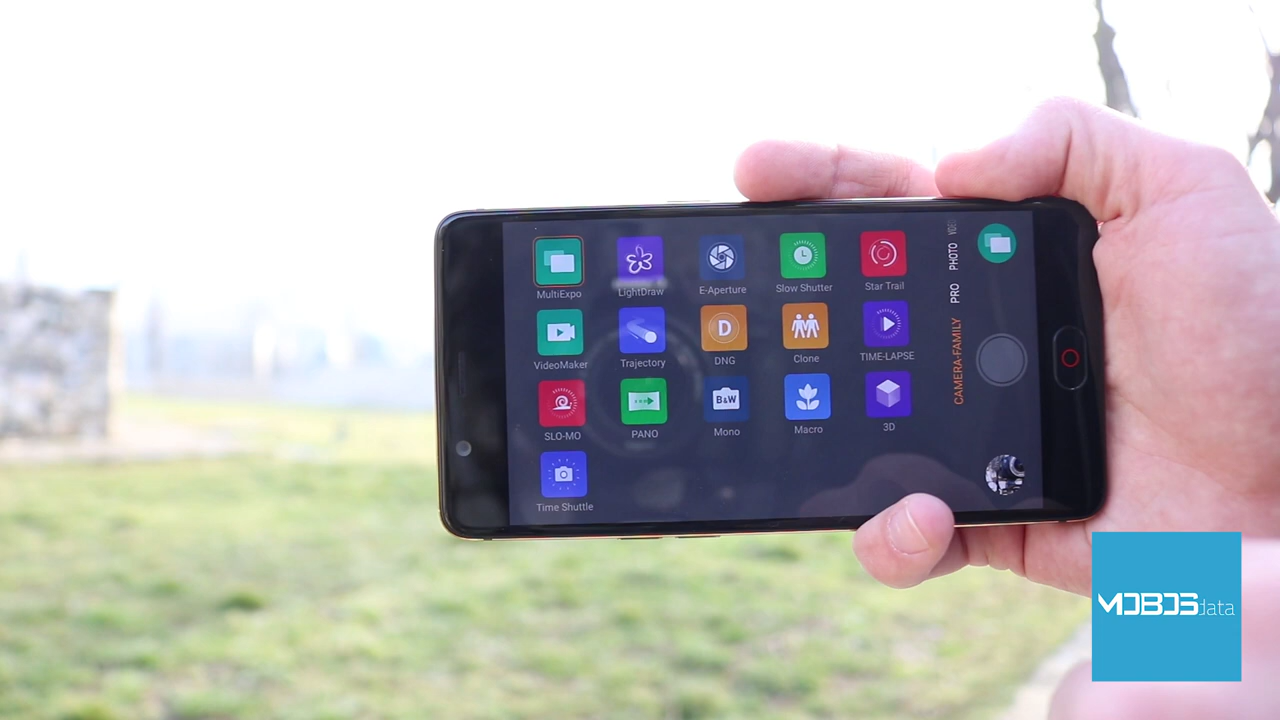 MultiExpo
LightDraw
E-Aperture
Slow Shutter
Star Trail
VideoMaker
Trajectory
D
DNG
Clone
TIME-LAPSE
SLO-MO
PANO
B&W
Mono
Macro
3D
Time Shuttle
CAMERA-FAMILY
PRO
PHOTO
VIDEO
MOBOSdata